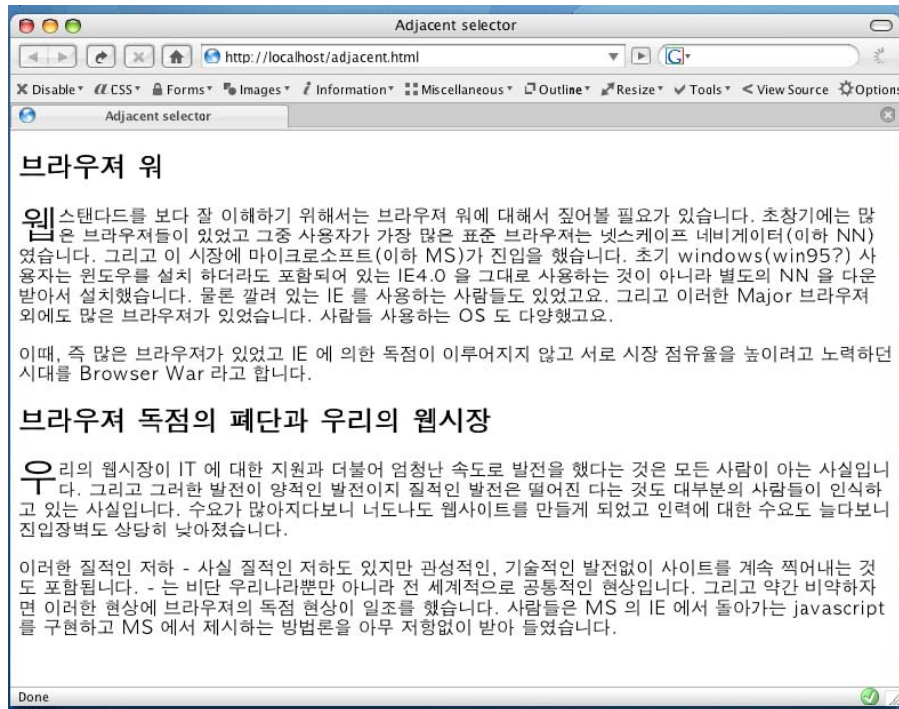 Adjacent selector
http://localhost/adjacent.html
G
Disable CSS Forms Images Information Miscellaneous Outline Resize Tools View Source Options
Adjacent selector
브라우져 워
웹스탠다드를 보다 잘 이해하기 위해서는 브라우져 워에 대해서 짚어볼 필요가 있습니다. 초창기에는 많
은 브라우져들이 있었고 그중 사용자가 가장 많은 표준 브라우져는 넷스케이프 네비게이터(이하 NN)
였습니다. 그리고 이 시장에 마이크로소프트(이하 MS)가 진입을 했습니다. 초기 windows(win95?) 사
용자는 윈도우를 설치 하더라도 포함되어 있는 IE4.0 을 그대로 사용하는 것이 아니라 별도의 NN 을 다운
받아서 설치했습니다. 물론 깔려 있는 IE 를 사용하는 사람들도 있었고요. 그리고 이러한 Major 브라우져
외에도 많은 브라우져가 있었습니다. 사람들 사용하는 OS 도 다양했고요.
이때, 즉 많은 브라우져가 있었고 IE 에 의한 독점이 이루어지지 않고 서로 시장 점유율을 높이려고 노력하던
시대를 Browser War 라고 합니다.
브라우져 독점의 폐단과 우리의 웹시장
우리의 웹시장이 IT 에 대한 지원과 더불어 엄청난 속도로 발전을 했다는 것은 모든 사람이 아는 사실입니
다. 그리고 그러한 발전이 양적인 발전이지 질적인 발전은 떨어진 다는 것도 대부분의 사람들이 인식하
고 있는 사실입니다. 수요가 많아지다보니 너도나도 웹사이트를 만들게 되었고 인력에 대한 수요도 늘다보니
진입장벽도 상당히 낮아졌습니다.
이러한 질적인 저하 - 사실 질적인 저하도 있지만 관성적인, 기술적인 발전없이 사이트를 계속 찍어내는 것
도 포함됩니다. - 는 비단 우리나라뿐만 아니라 전 세계적으로 공통적인 현상입니다. 그리고 약간 비약하자
면 이러한 현상에 브라우져의 독점 현상이 일조를 했습니다. 사람들은 MS 의 IE 에서 돌아가는 javascript
를 구현하고 MS 에서 제시하는 방법론을 아무 저항없이 받아 들였습니다.
Done